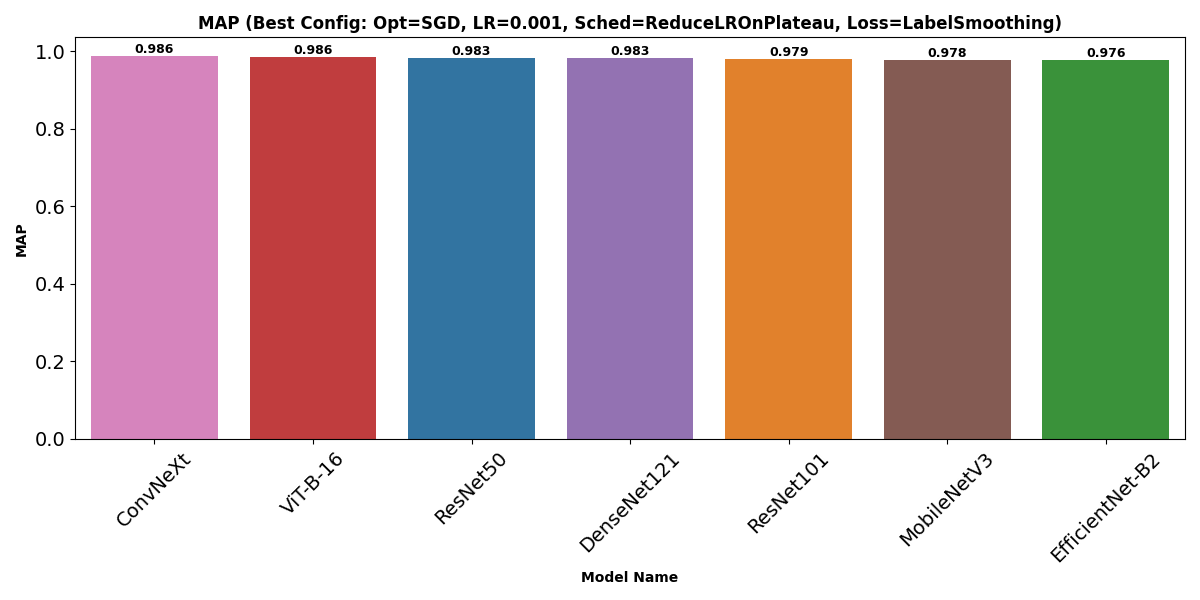 MAP (Best Config: Opt=SGD, LR=0.001, Sched=ReduceLROnPlateau, Loss=LabelSmoothing)
0.986 0.986 0.983 0.983 0.979 0.978 0.976
1.0
0.8
0.6
0.4
0.2
0.0
MAP
ConvNeXt ViT-B-16 ResNet50 DenseNet121 ResNet101 MobileNetV3 EfficientNet-B2
Model Name